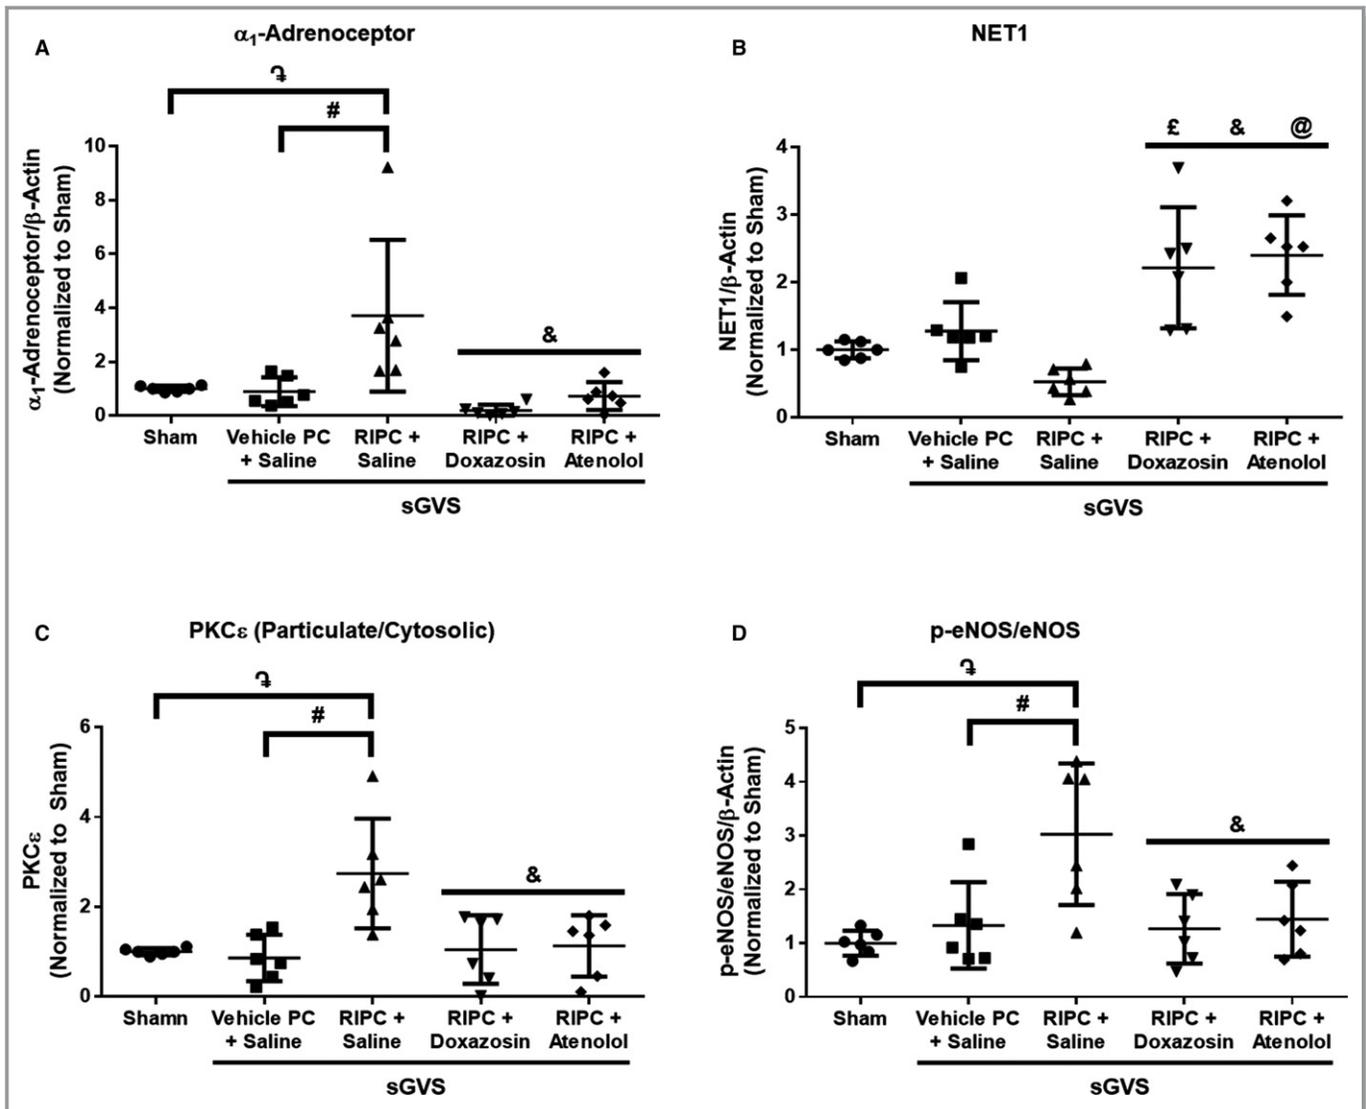 A
α1-Adrenoceptor
#
α1-Adrenoceptor/β-Actin
(Normalized to Sham)
10
8
6
4
2
0
&
Sham
Vehicle PC
+ Saline
RIPC +
Saline
RIPC +
Doxazosin
RIPC +
Atenolol
sGVS
B
NET1
£ & @
NET1/β-Actin
(Normalized to Sham)
4
3
2
1
0
Sham
Vehicle PC
+ Saline
RIPC +
Saline
RIPC +
Doxazosin
RIPC +
Atenolol
sGVS
C
PKCε (Particulate/Cytosolic)
#
PKCε
(Normalized to Sham)
6
4
2
0
&
Shamn
Vehicle PC
+ Saline
RIPC +
Saline
RIPC +
Doxazosin
RIPC +
Atenolol
sGVS
D
p-eNOS/eNOS
#
p-eNOS/eNOS/β-Actin
(Normalized to Sham)
5
4
3
2
1
0
&
Sham
Vehicle PC
+ Saline
RIPC +
Saline
RIPC +
Doxazosin
RIPC +
Atenolol
sGVS